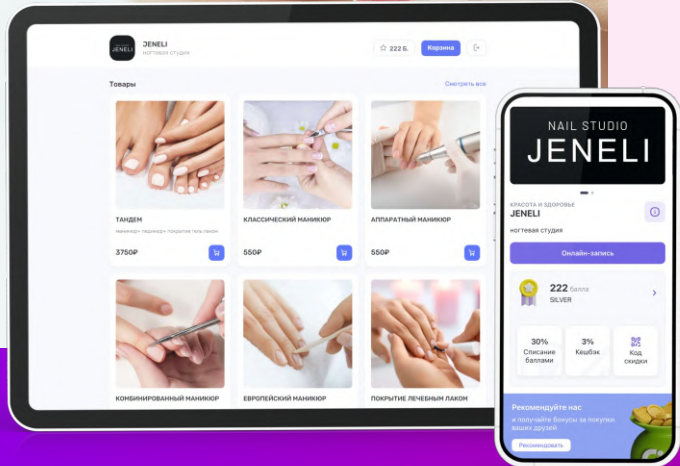 JENELI
JENELI
ногтевая студия
222 Б.
Корзина
Товары
Смотреть все
ТАНДЕМ
маникюр+ педикюр+ покрытие гель лаком
3750₽
КЛАССИЧЕСКИЙ МАНИКЮР
550₽
АППАРАТНЫЙ МАНИКЮР
550₽
КОМБИНИРОВАННЫЙ МАНИКЮР
ЕВРОПЕЙСКИЙ МАНИКЮР
ПОКРЫТИЕ ЛЕЧЕБНЫМ ЛАКОМ
NAIL STUDIO
JENELI
КРАСОТА И ЗДОРОВЬЕ
JENELI
ногтевая студия
Онлайн-запись
222 балла
SILVER
30%
Списание
баллами
3%
Кешбэк
Код
скидки
Рекомендуйте нас
и получайте бонусы за покупки
ваших друзей
Рекомендовать